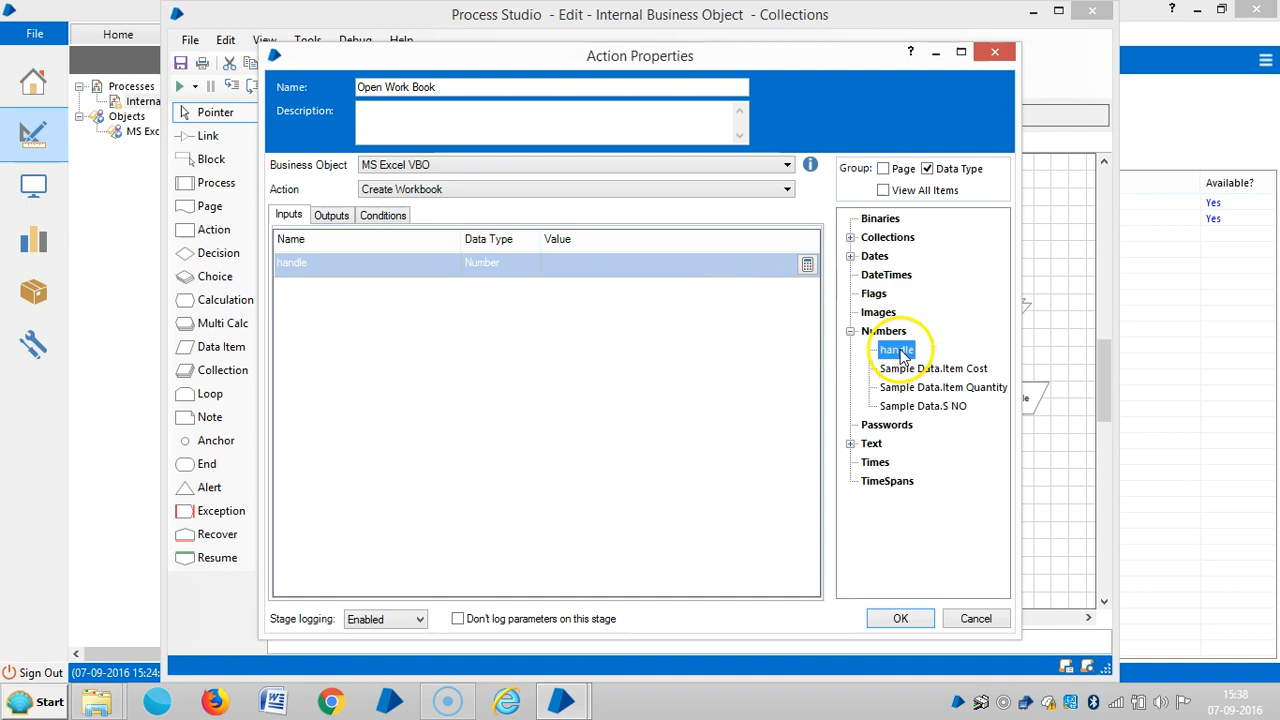 Process Studio - Edit - Internal Business Object - Collections
File
Home
File Edit View Tools Debug Help
Action Properties
Name: Open Work Book
Description:
Business Object MS Excel VBO
Action Create Workbook
Group: Page Data Type
View All Items
Inputs Outputs Conditions
Name Data Type Value
handle Number
Processes
Interna
Objects
MS Exc
Pointer
Link
Block
Process
Page
Action
Decision
Choice
Calculation
Multi Calc
Data Item
Collection
Loop
Note
Anchor
End
Alert
Exception
Recover
Resume
Binaries
Collections
Dates
DateTimes
Flags
Images
Numbers
handle
Sample Data.Item Cost
Sample Data.Item Quantity
Sample Data.S NO
Passwords
Text
Times
TimeSpans
Available?
Yes
Yes
Stage logging: Enabled
Don't log parameters on this stage
OK Cancel
Sign Out
(07-09-2016 15:24:
Start
15:38
07-09-2016